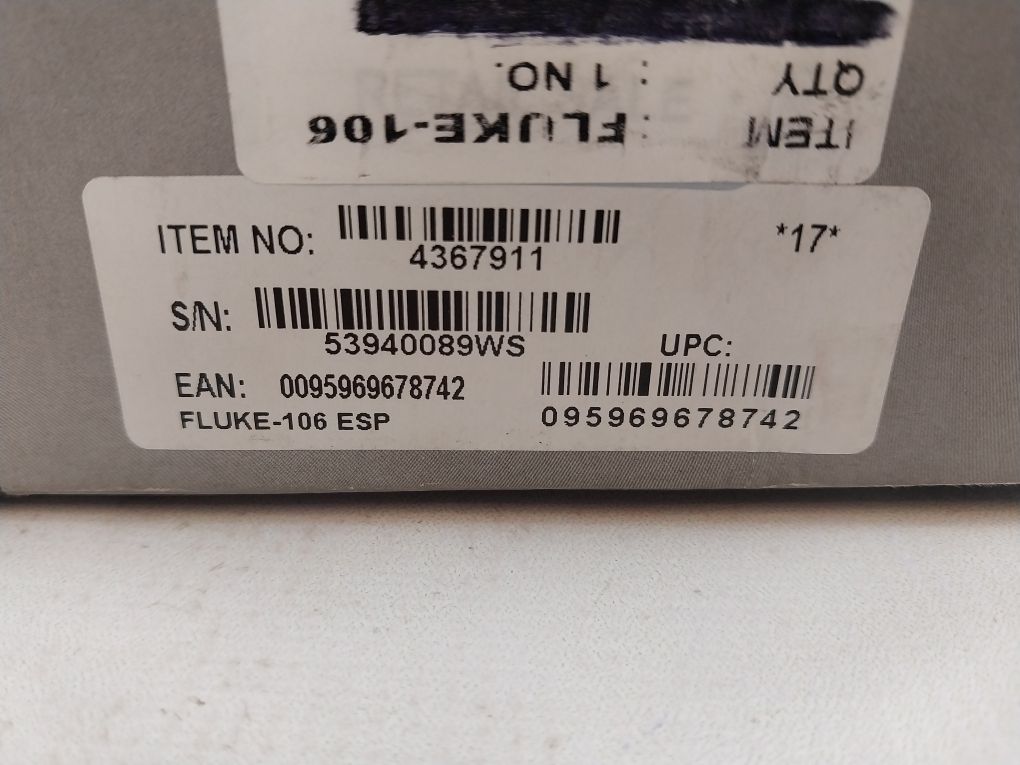 ITEM : FLUKE-106
QTY : 1 NO.
ITEM NO: 4367911
*17*
S/N: 53940089WS
UPC: 095969678742
EAN: 0095969678742
FLUKE-106 ESP